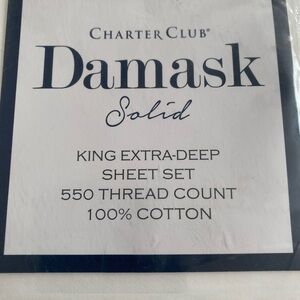 CHARTER CLUB®
Damask
Solid
KING EXTRA-DEEP
SHEET SET
550 THREAD COUNT
100% COTTON